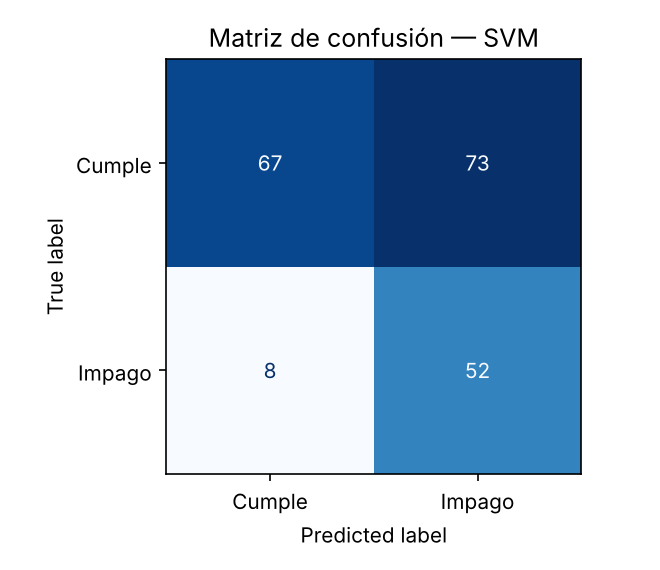 Matriz de confusión — SVM
Cumple
67
73
True label
Impago
8
52
Cumple
Impago
Predicted label